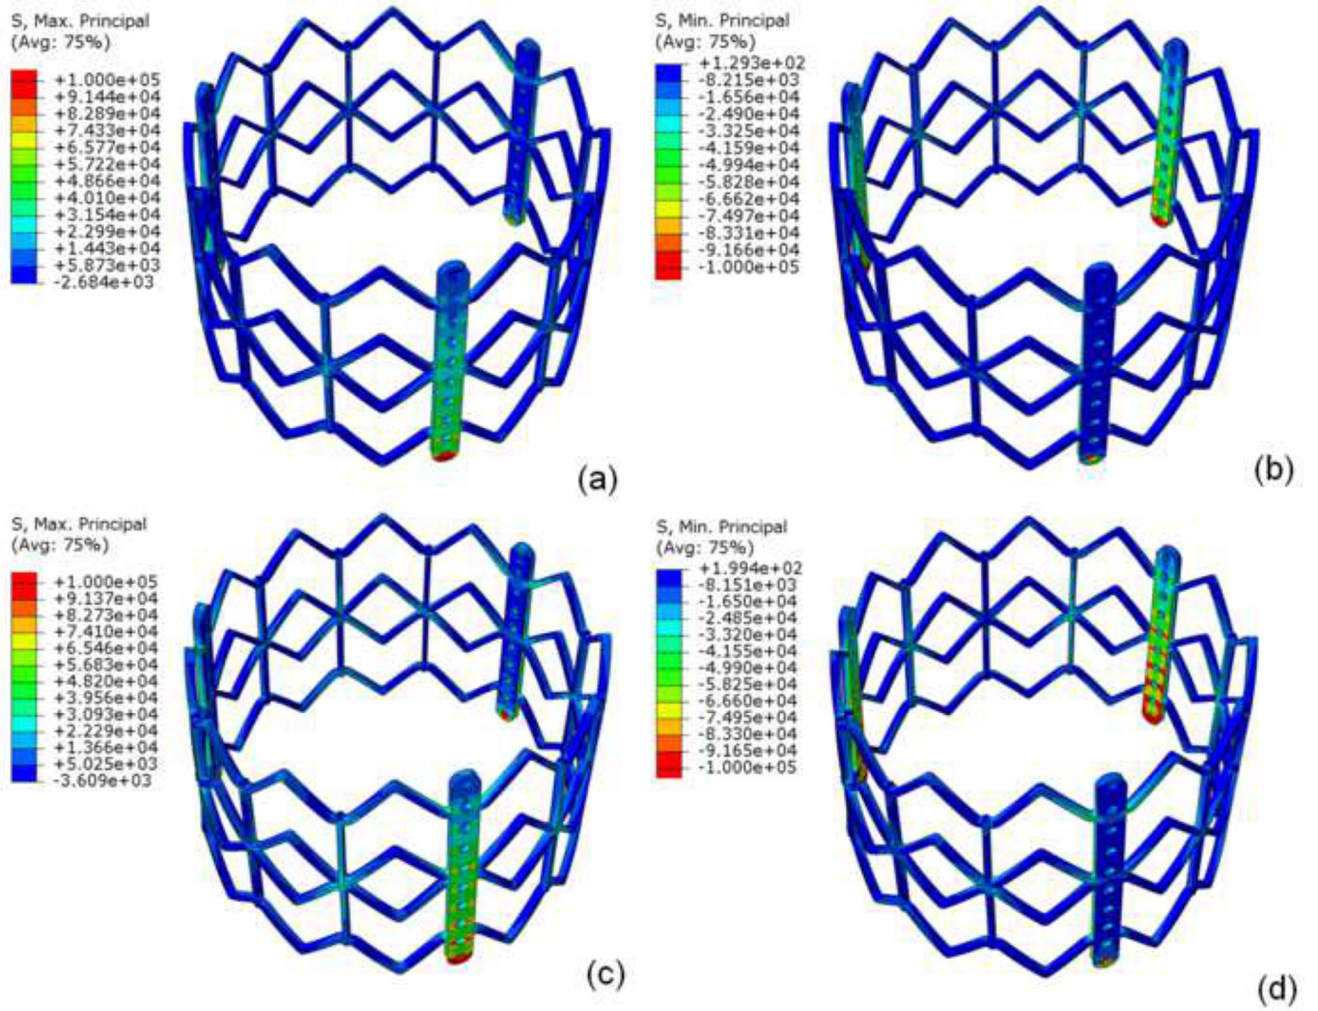 S, Max. Principal
(Avg: 75%)
+1.000e+05
+9.144e+04
+8.289e+04
+7.433e+04
+6.577e+04
+5.722e+04
+4.866e+04
+4.010e+04
+3.154e+04
+2.299e+04
+1.443e+04
+5.873e+03
-2.684e+03
(a)
S, Min. Principal
(Avg: 75%)
+1.293e+02
-8.215e+03
-1.656e+04
-2.490e+04
-3.325e+04
-4.159e+04
-4.994e+04
-5.828e+04
-6.662e+04
-7.497e+04
-8.331e+04
-9.166e+04
-1.000e+05
(b)
S, Max. Principal
(Avg: 75%)
+1.000e+05
+9.137e+04
+8.273e+04
+7.410e+04
+6.546e+04
+5.683e+04
+4.820e+04
+3.956e+04
+3.093e+04
+2.229e+04
+1.366e+04
+5.025e+03
-3.609e+03
(c)
S, Min. Principal
(Avg: 75%)
+1.994e+02
-8.151e+03
-1.650e+04
-2.485e+04
-3.320e+04
-4.155e+04
-4.990e+04
-5.825e+04
-6.660e+04
-7.495e+04
-8.330e+04
-9.165e+04
-1.000e+05
(d)